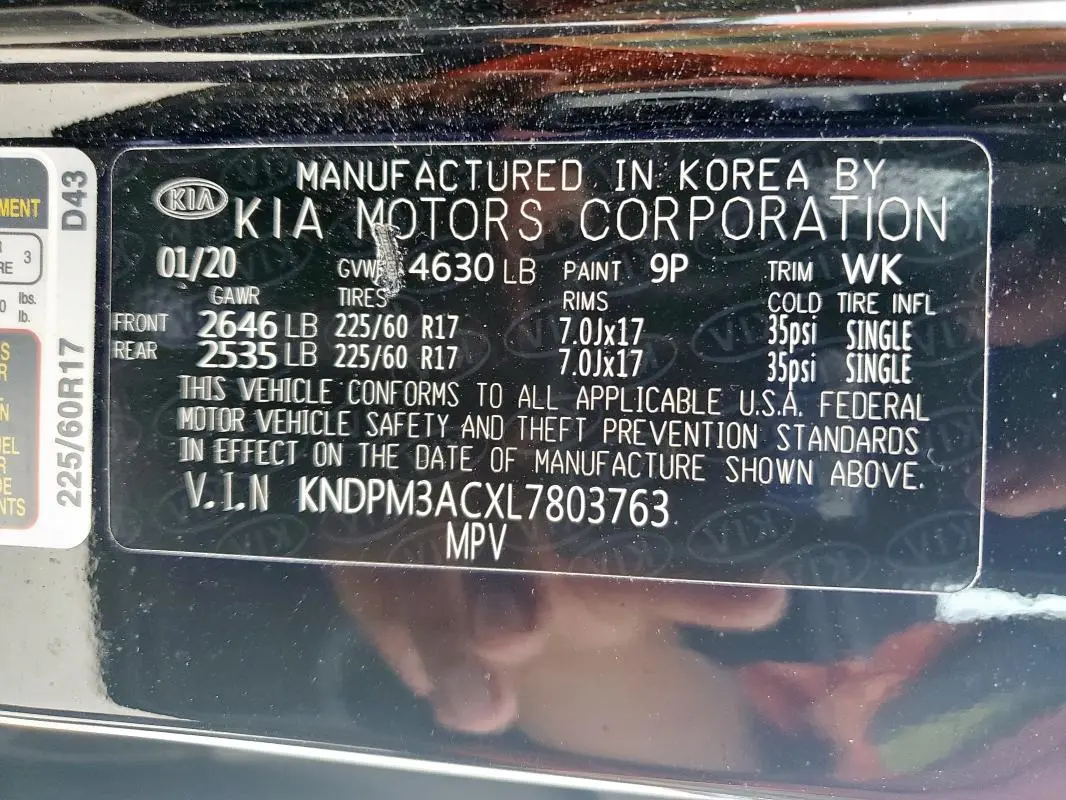 MANUFACTURED IN KOREA BY
KIA
KIA MOTORS CORPORATION
01/20 GVWR 4630 LB PAINT 9P TRIM WK
GAWR TIRES RIMS COLD TIRE INFL
FRONT 2646 LB 225/60 R17 7.0Jx17 35psi SINGLE
REAR 2535 LB 225/60 R17 7.0Jx17 35psi SINGLE
THIS VEHICLE CONFORMS TO ALL APPLICABLE U.S.A. FEDERAL
MOTOR VEHICLE SAFETY AND THEFT PREVENTION STANDARDS
IN EFFECT ON THE DATE OF MANUFACTURE SHOWN ABOVE.
V.I.N KNDPM3ACXL7803763
MPV
225/60R17 D43
3
lbs.
lb.